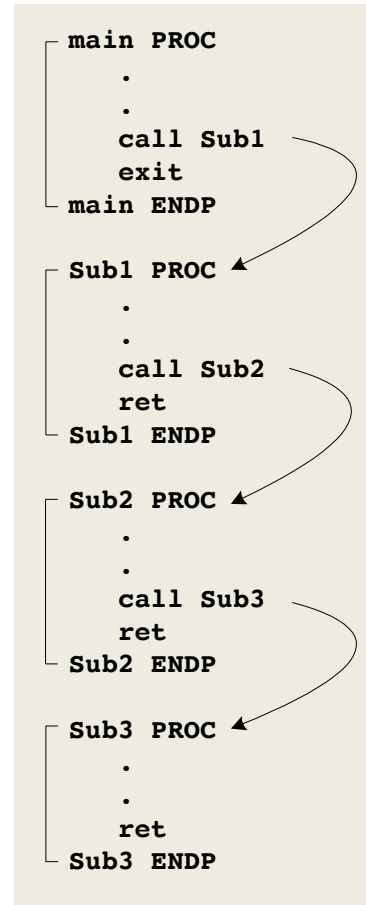 main PROC
.
.
call Sub1
exit
main ENDP
Sub1 PROC
.
.
call Sub2
ret
Sub1 ENDP
Sub2 PROC
.
.
call Sub3
ret
Sub2 ENDP
Sub3 PROC
.
.
ret
Sub3 ENDP